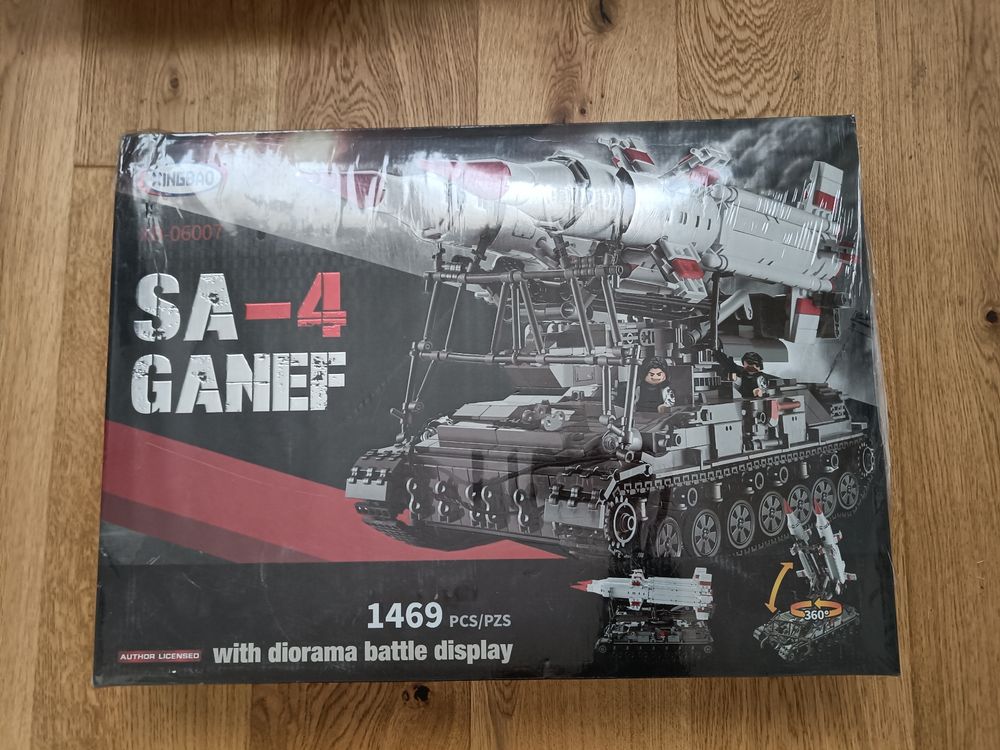 XINGBAO
XB-06007
SA-4
GANEF
1469 PCS/PZS
AUTHOR LICENSED with diorama battle display
360°